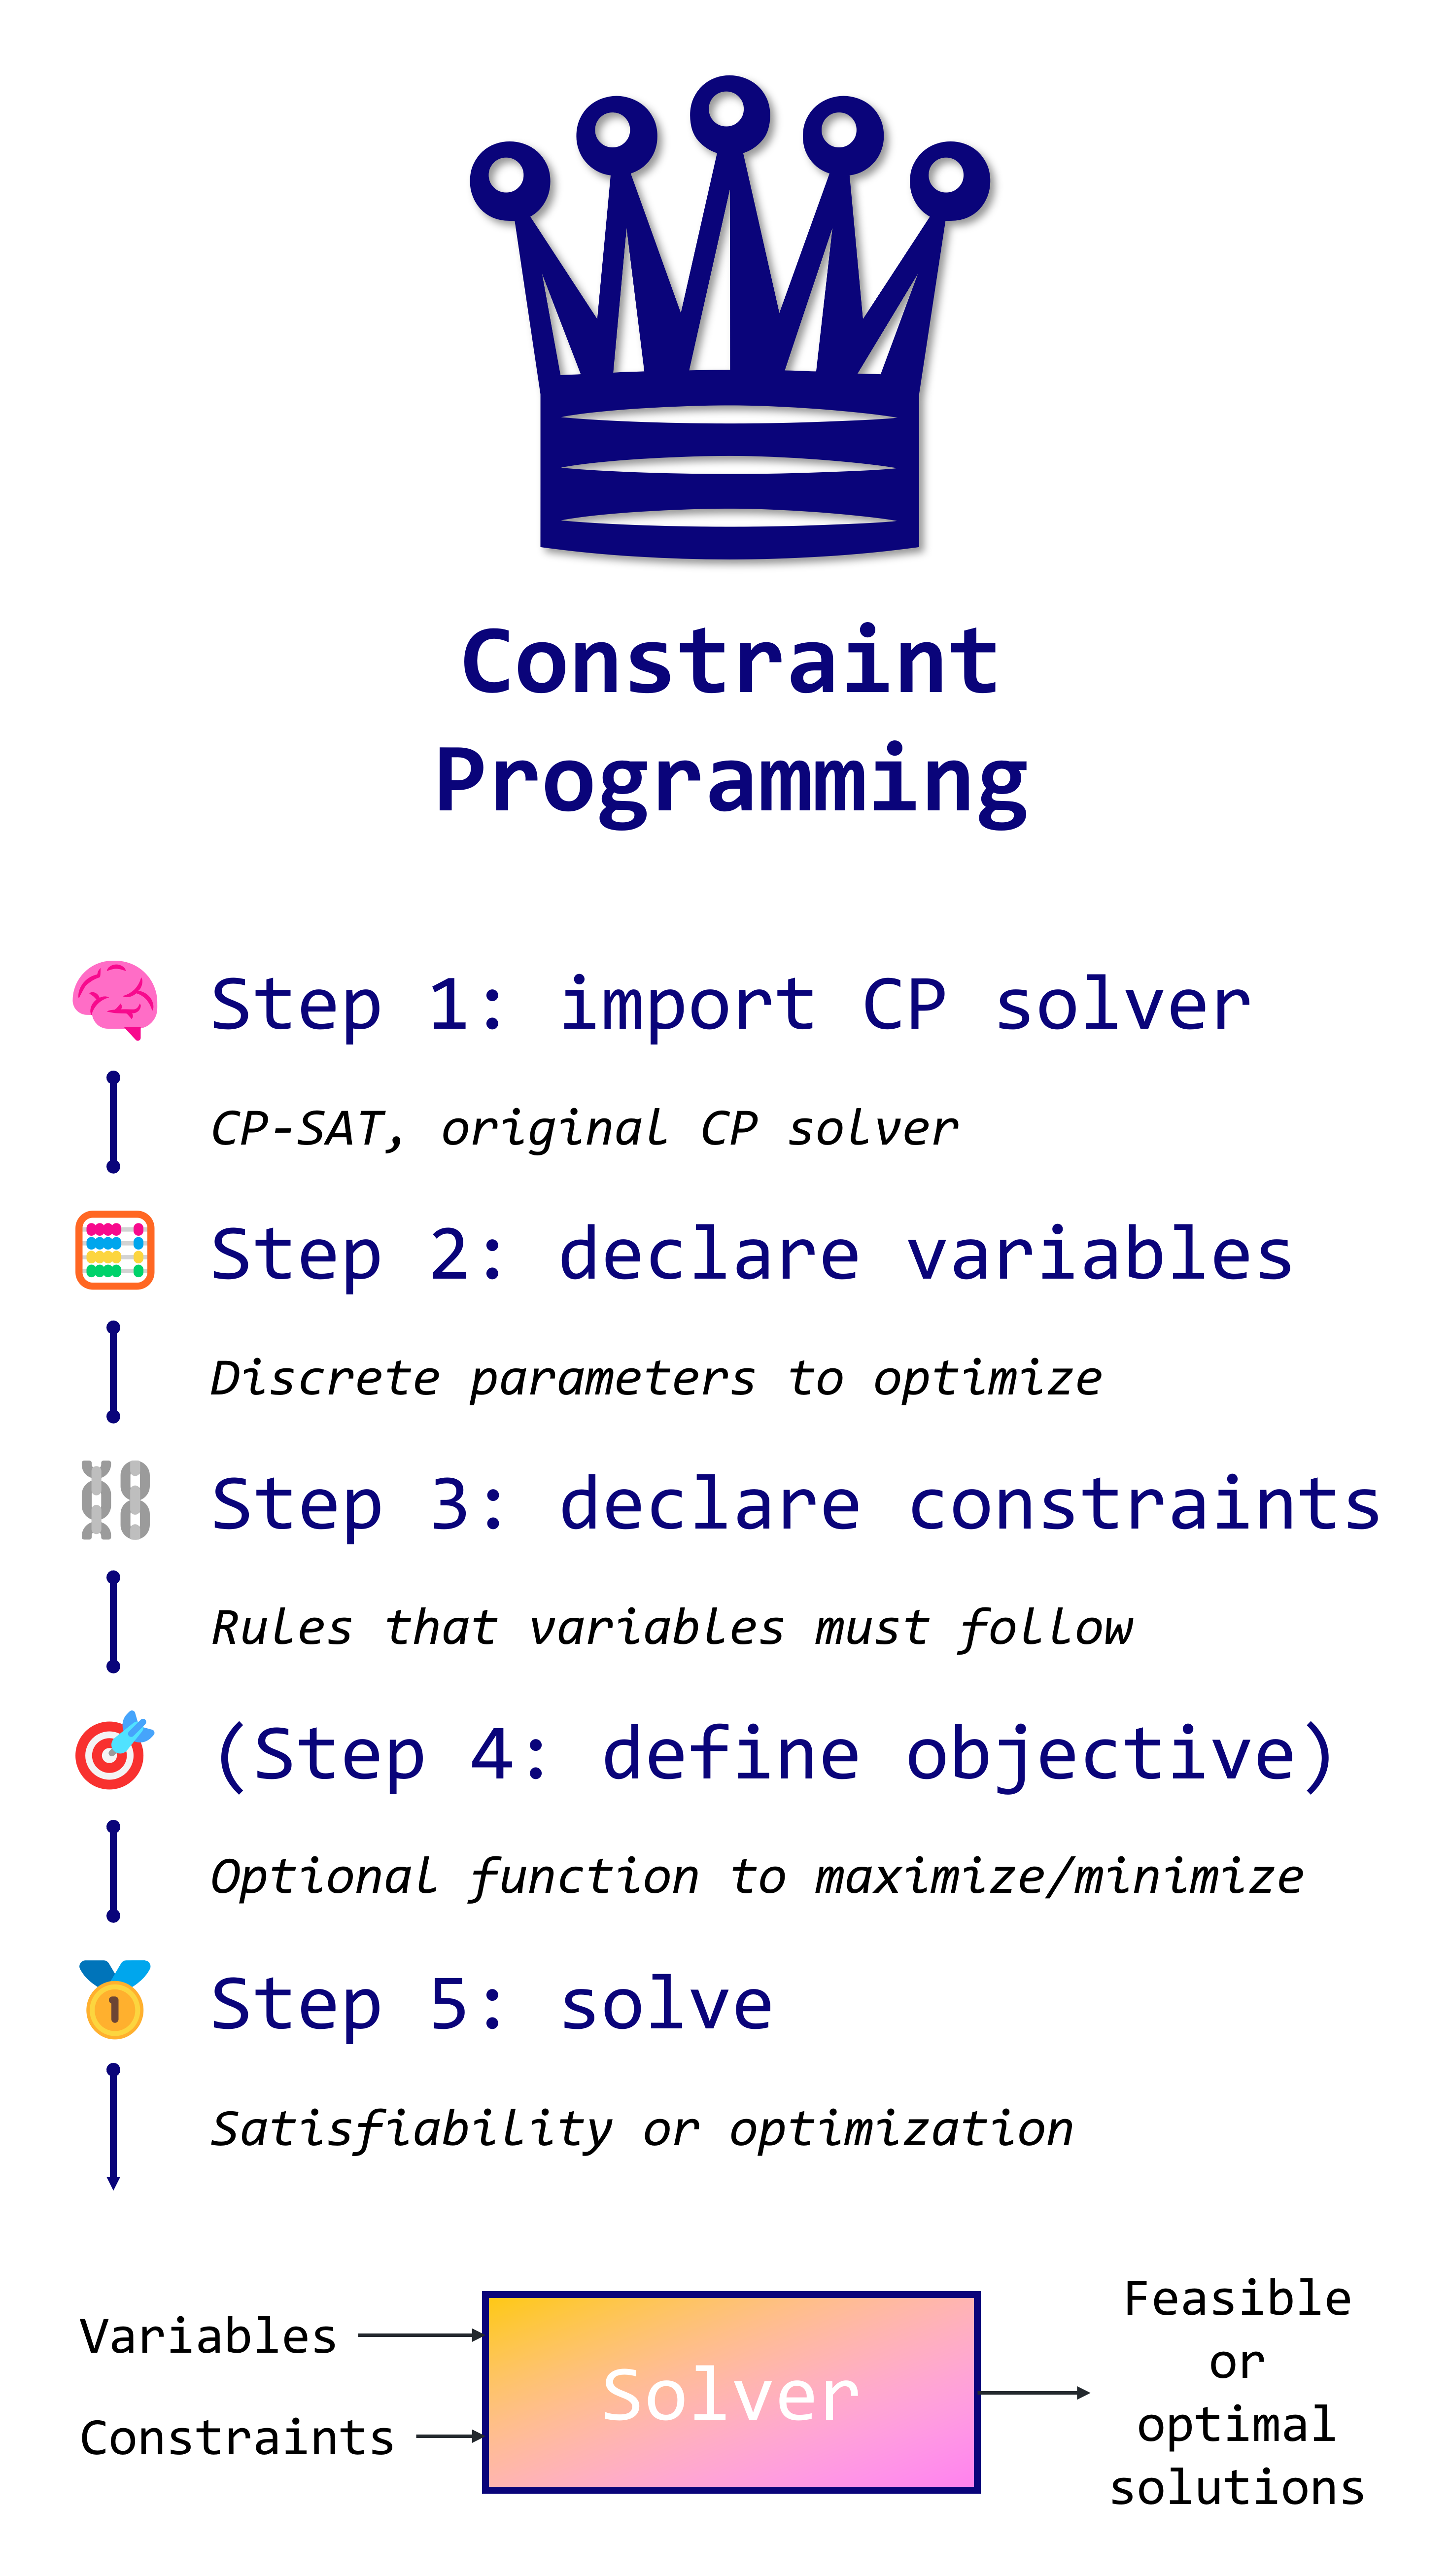 Constraint
Programming
Step 1: import CP solver
CP-SAT, original CP solver
Step 2: declare variables
Discrete parameters to optimize
Step 3: declare constraints
Rules that variables must follow
(Step 4: define objective)
Optional function to maximize/minimize
1
Step 5: solve
Satisfiability or optimization
Variables
Constraints
Solver
Feasible
or
optimal
solutions